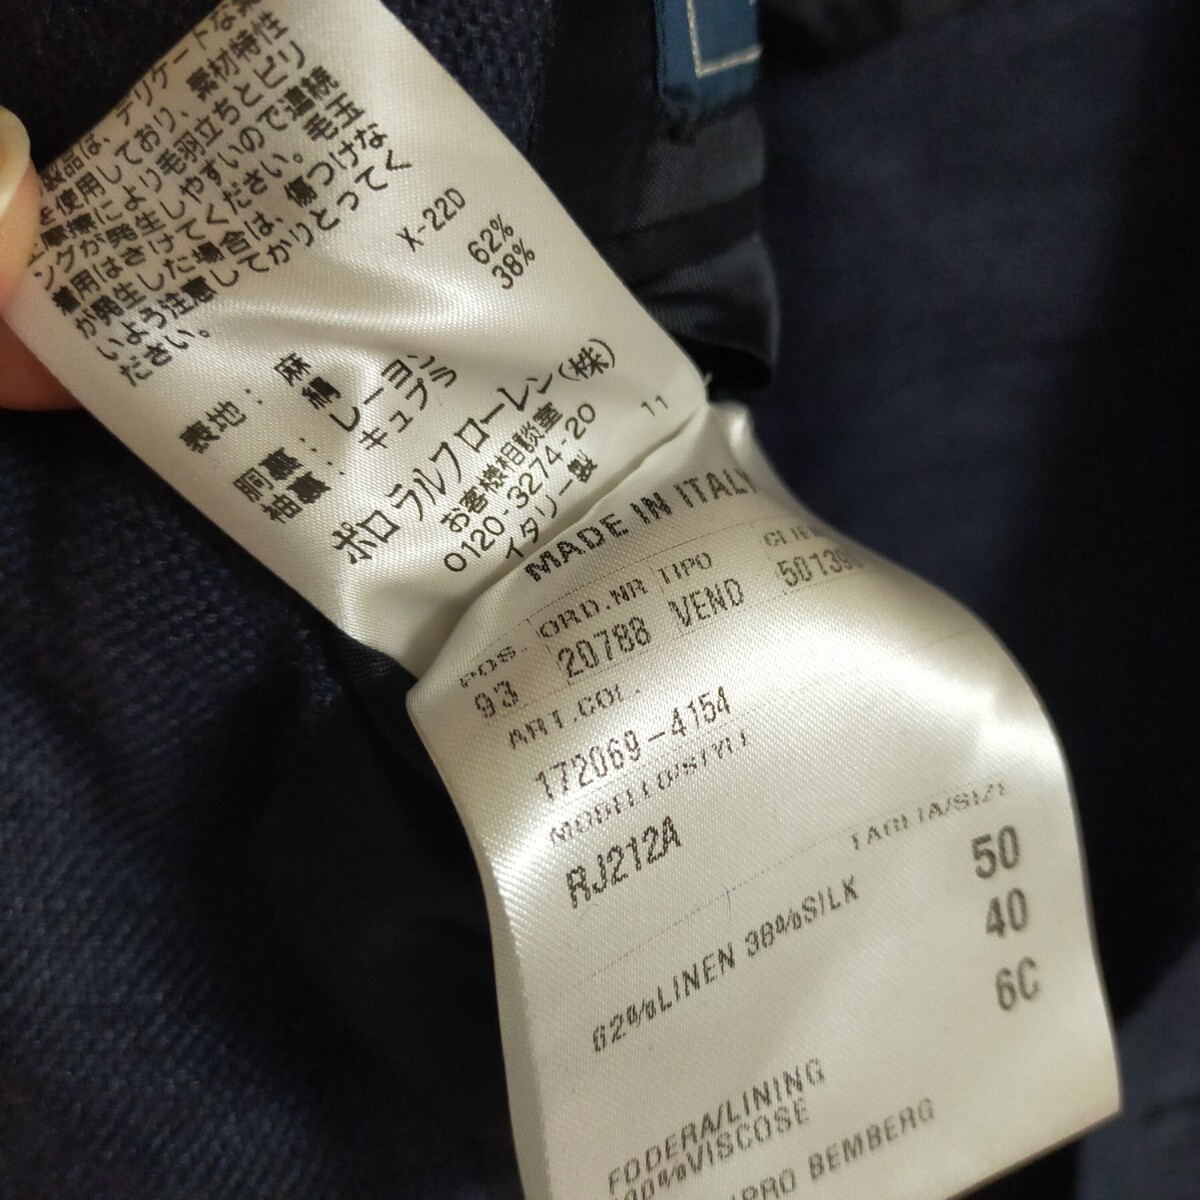 製品は、デリケートな素
を使用しており、素材特性
上摩擦により毛羽立ちとピリ
ングが発生しやすいので連続
着用はさけてください。毛玉
が発生した場合は、傷つけな
いよう注意してかりとってく
ださい。
X-22D
表地: 麻 62%
絹 38%
胴裏: レーヨン
袖裏: キュプラ
ポロ ラルフ ローレン(株)
お客様相談室
0120-3274-20
イタリー製
11
MADE IN ITALY
POS. ORD.NR TIPO
93 20788 VEND 50139
ART.COL.
172069-4154
MODELLO/STYLE
RJ212A
TAGLIA/SIZE
50
40
6C
62%LINEN 38%SILK
FODERA/LINING
100%VISCOSE
BEMBERG